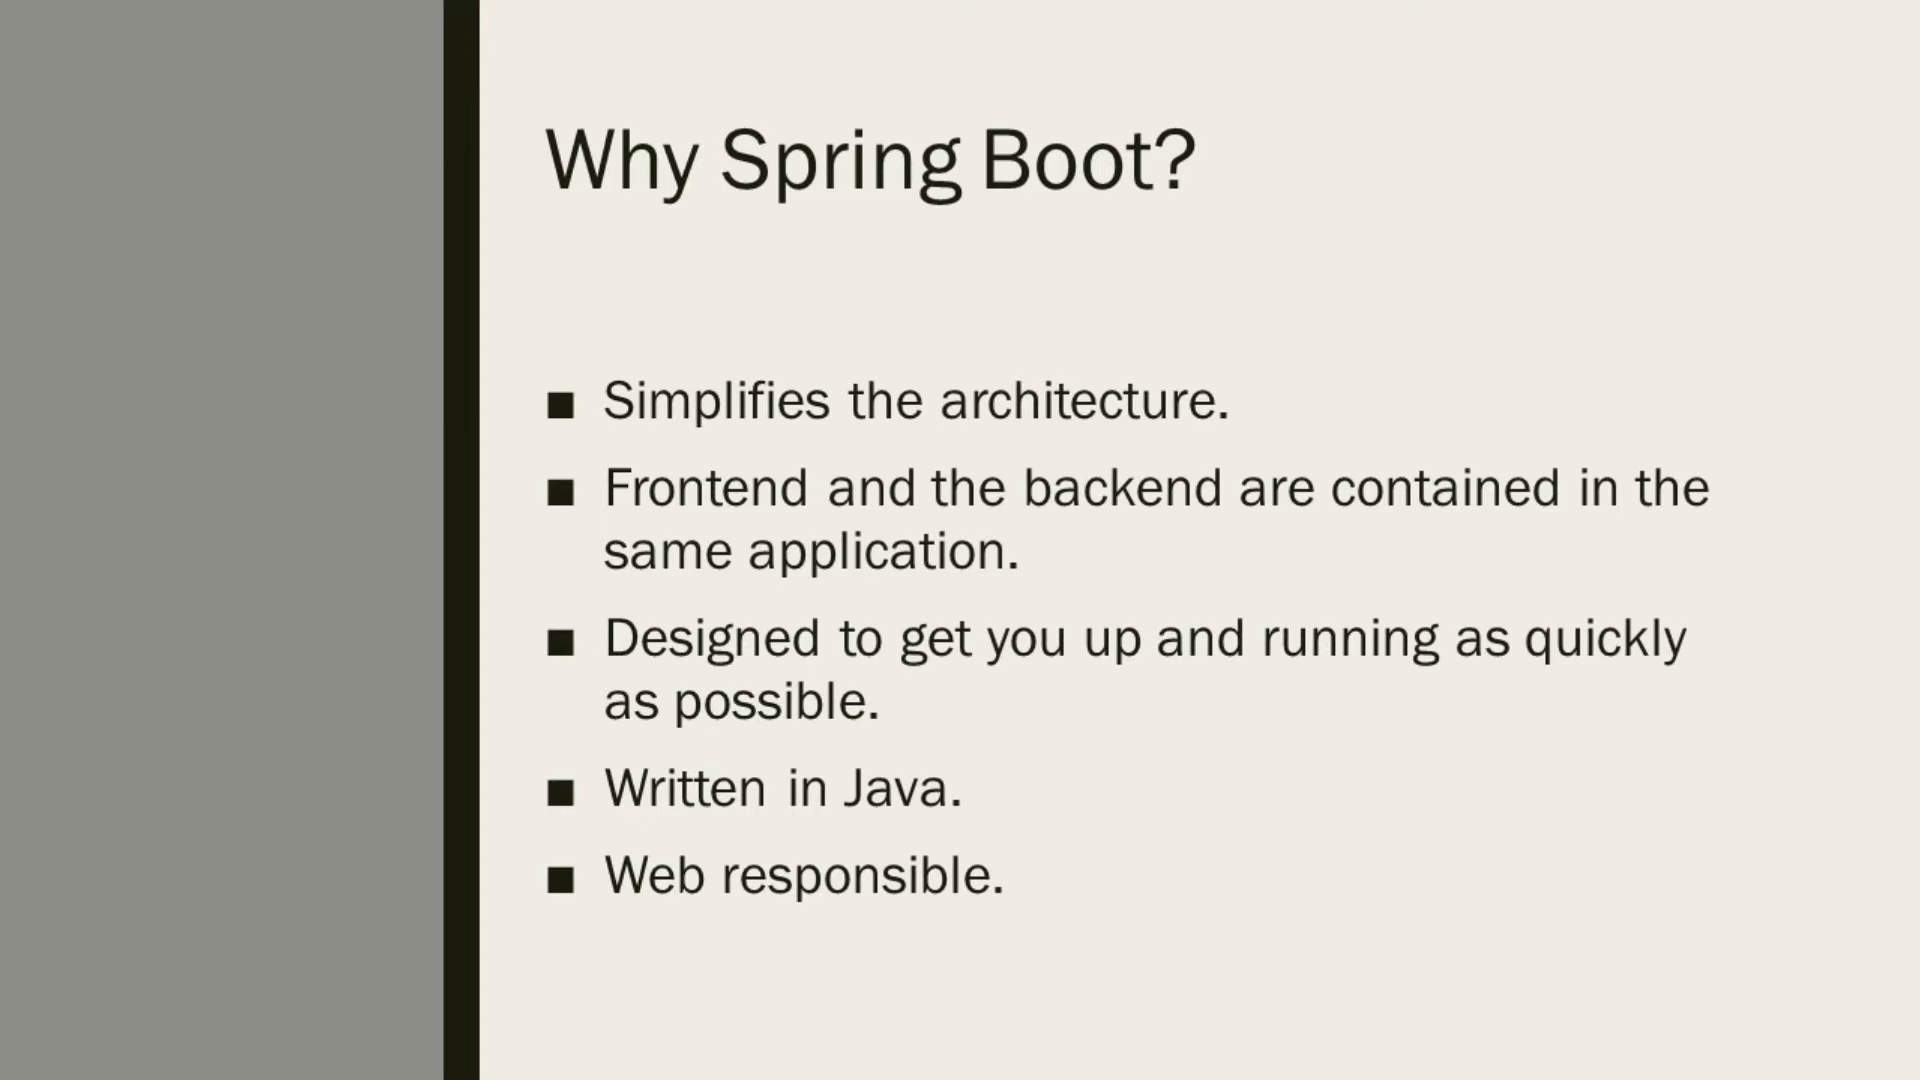 Why Spring Boot?
■ Simplifies the architecture.
■ Frontend and the backend are contained in the
same application.
■ Designed to get you up and running as quickly
as possible.
■ Written in Java.
■ Web responsible.